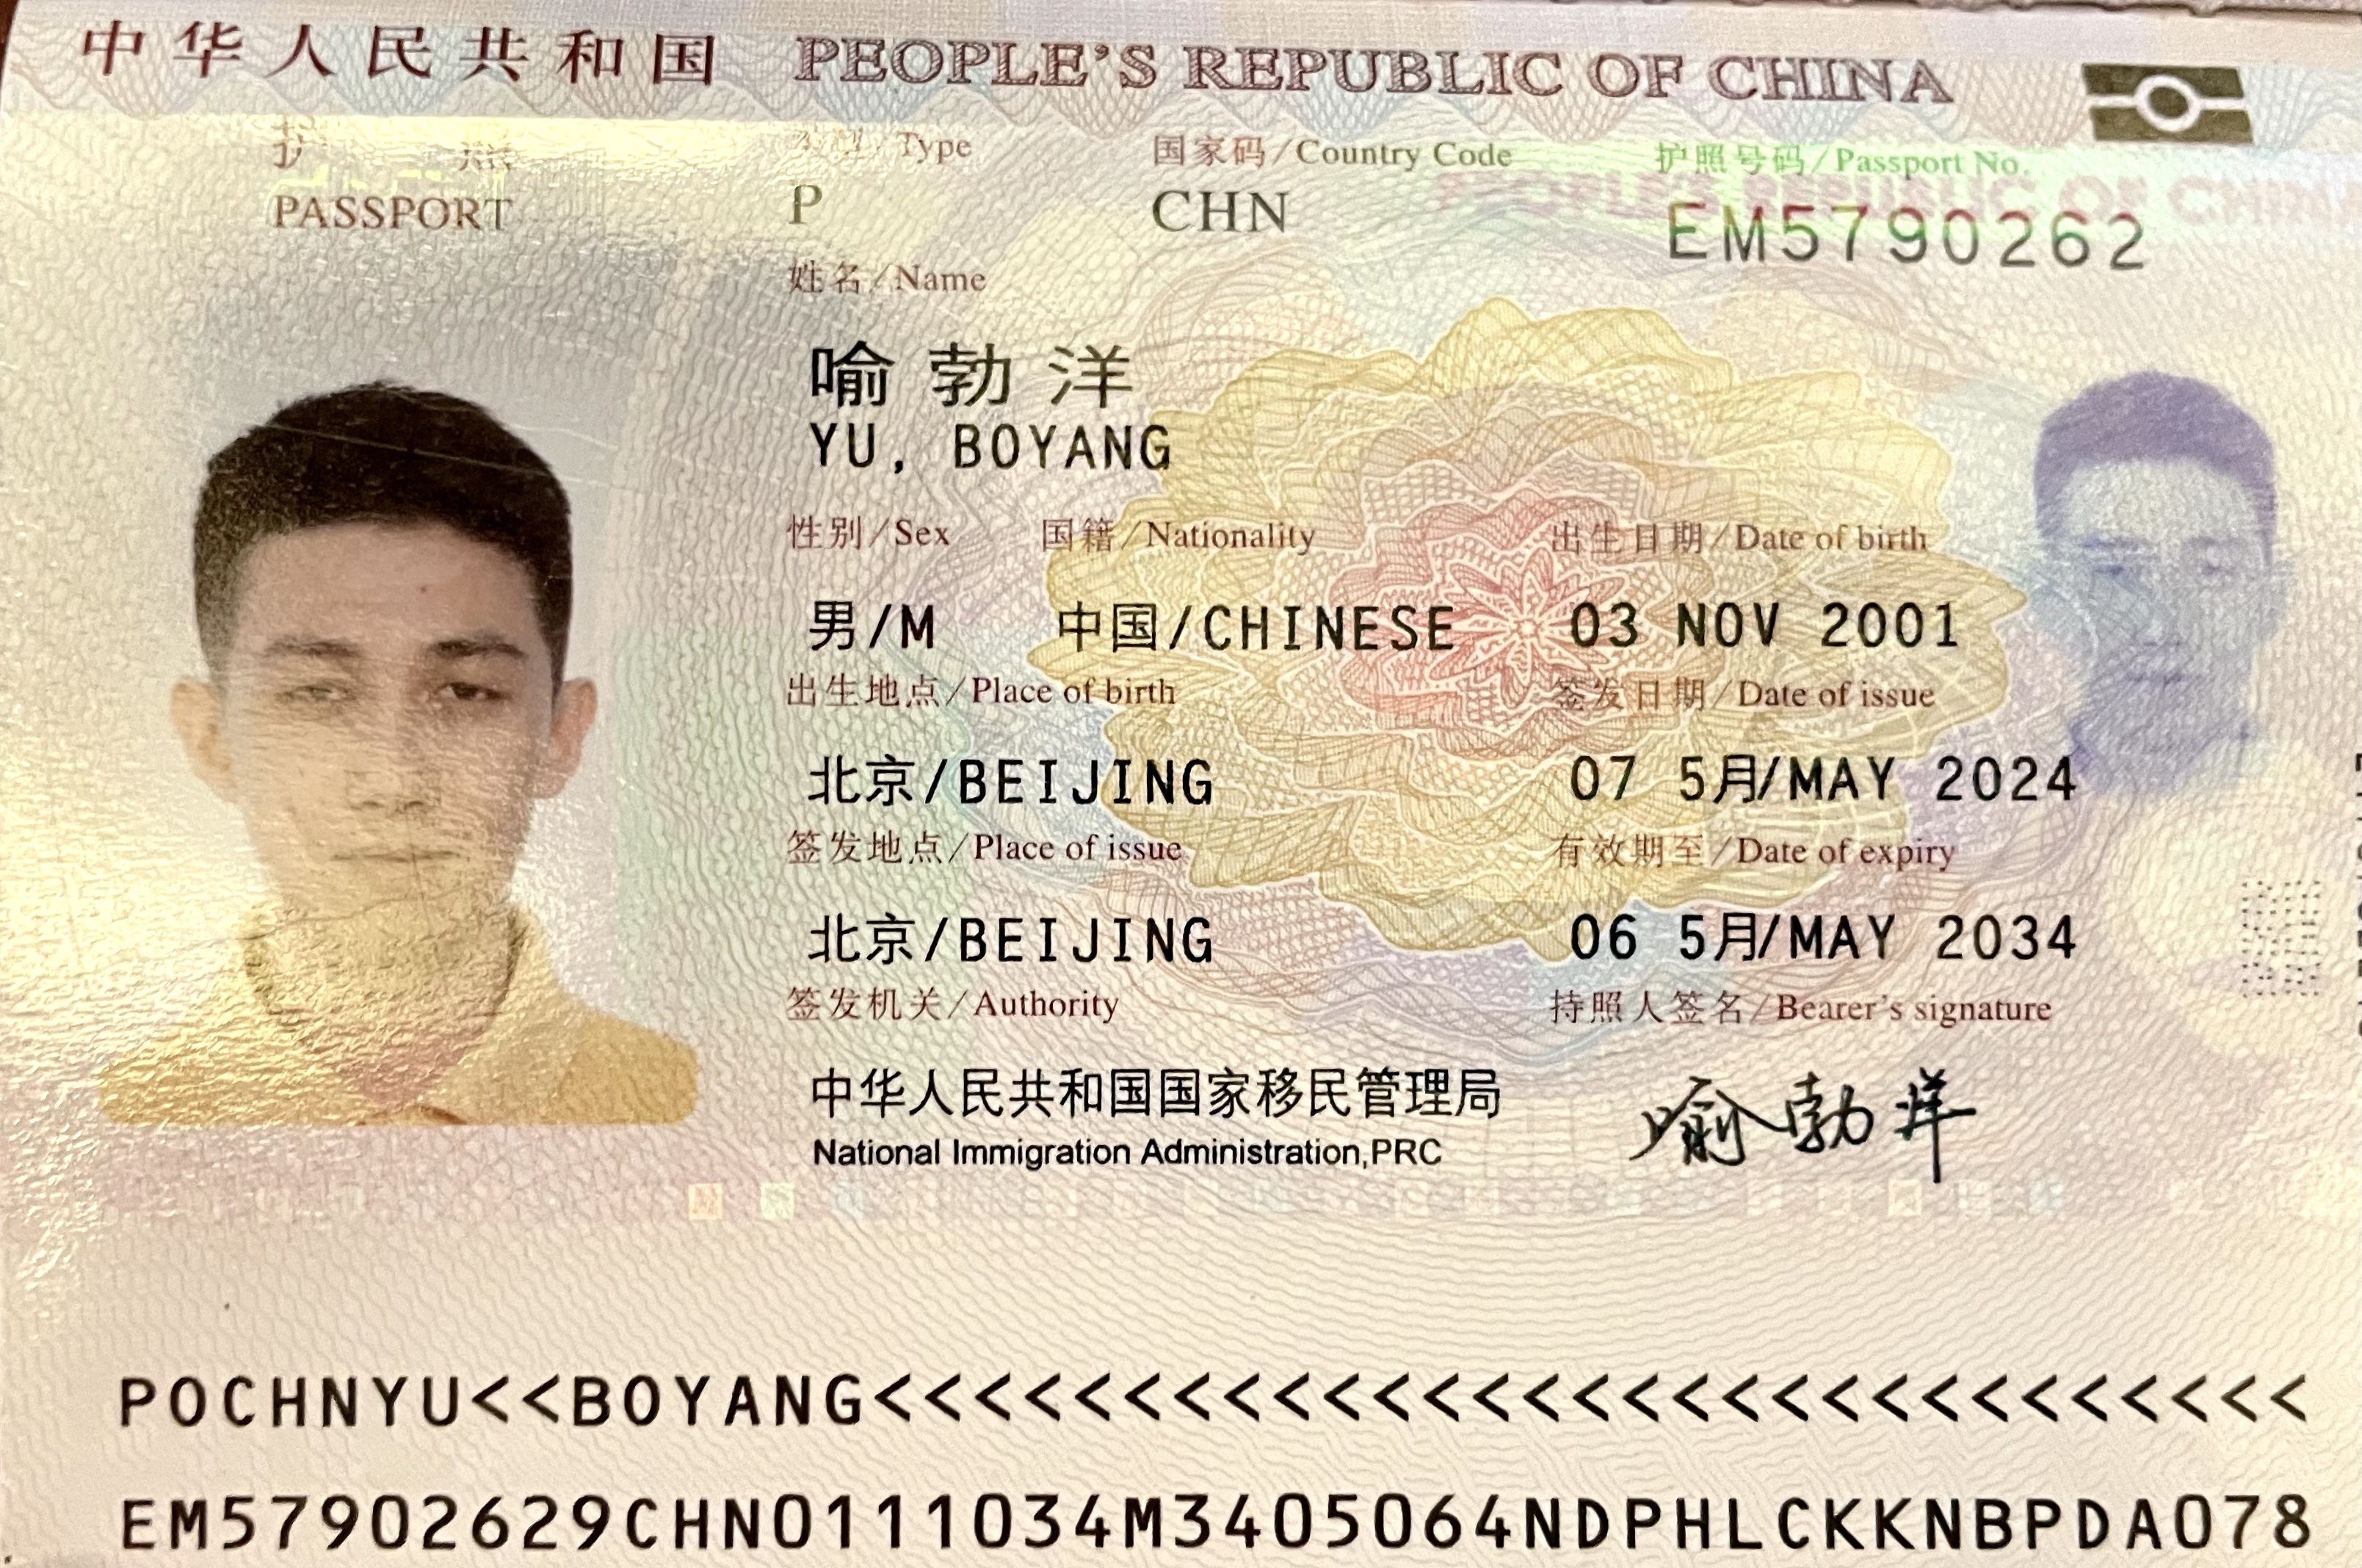 中华人民共和国 PEOPLE'S REPUBLIC OF CHINA
护 照 类型/Type 国家码/Country Code 护照号码/Passport No.
PASSPORT P CHN EM5790262
姓名/Name
喻勃洋
YU, BOYANG
性别/Sex 国籍/Nationality 出生日期/Date of birth
男/M 中国/CHINESE 03 NOV 2001
出生地点/Place of birth 签发日期/Date of issue
北京/BEIJING 07 5月/MAY 2024
签发地点/Place of issue 有效期至/Date of expiry
北京/BEIJING 06 5月/MAY 2034
签发机关/Authority 持照人签名/Bearer's signature
中华人民共和国国家移民管理局 喻勃洋
National Immigration Administration,PRC
POCHNYU<<BOYANG<<<<<<<<<<<<<<<<<<<<<<<<<<<<<
EM57902629CHN0111034M3405064NDPHLCKKNBPDA078